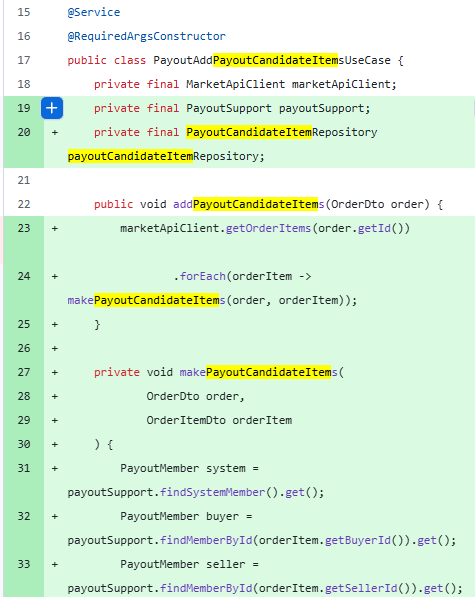 15 @Service
16 @RequiredArgsConstructor
17 public class PayoutAddPayoutCandidateItemsUseCase {
18 private final MarketApiClient marketApiClient;
19 + private final PayoutSupport payoutSupport;
20 + private final PayoutCandidateItemRepository
payoutCandidateItemRepository;
21
22 public void addPayoutCandidateItems(OrderDto order) {
23 + marketApiClient.getOrderItems(order.getId())
24 + .forEach(orderItem ->
makePayoutCandidateItems(order, orderItem));
25 + }
26 +
27 + private void makePayoutCandidateItems(
28 + OrderDto order,
29 + OrderItemDto orderItem
30 + ) {
31 + PayoutMember system =
payoutSupport.findSystemMember().get();
32 + PayoutMember buyer =
payoutSupport.findMemberById(orderItem.getBuyerId()).get();
33 + PayoutMember seller =
payoutSupport.findMemberById(orderItem.getSellerId()).get();